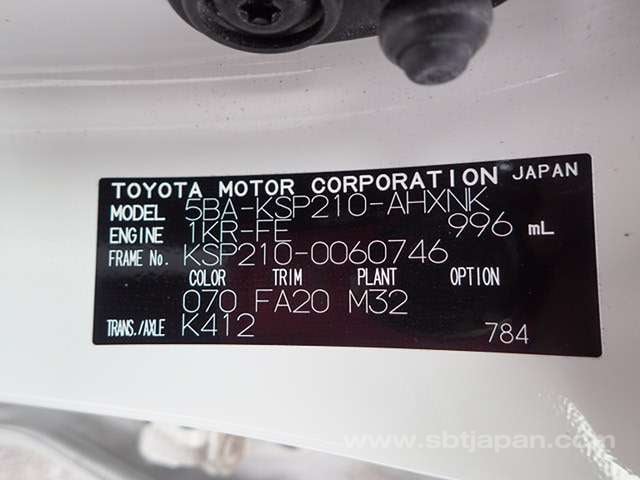 TOYOTA MOTOR CORPORATION JAPAN
MODEL 5BA-KSP210-AHXNK
ENGINE 1KR-FE 996 mL
FRAME No. KSP210-0060746
COLOR TRIM PLANT OPTION
070 FA20 M32
TRANS./AXLE K412 784
www.sbtjapan.com